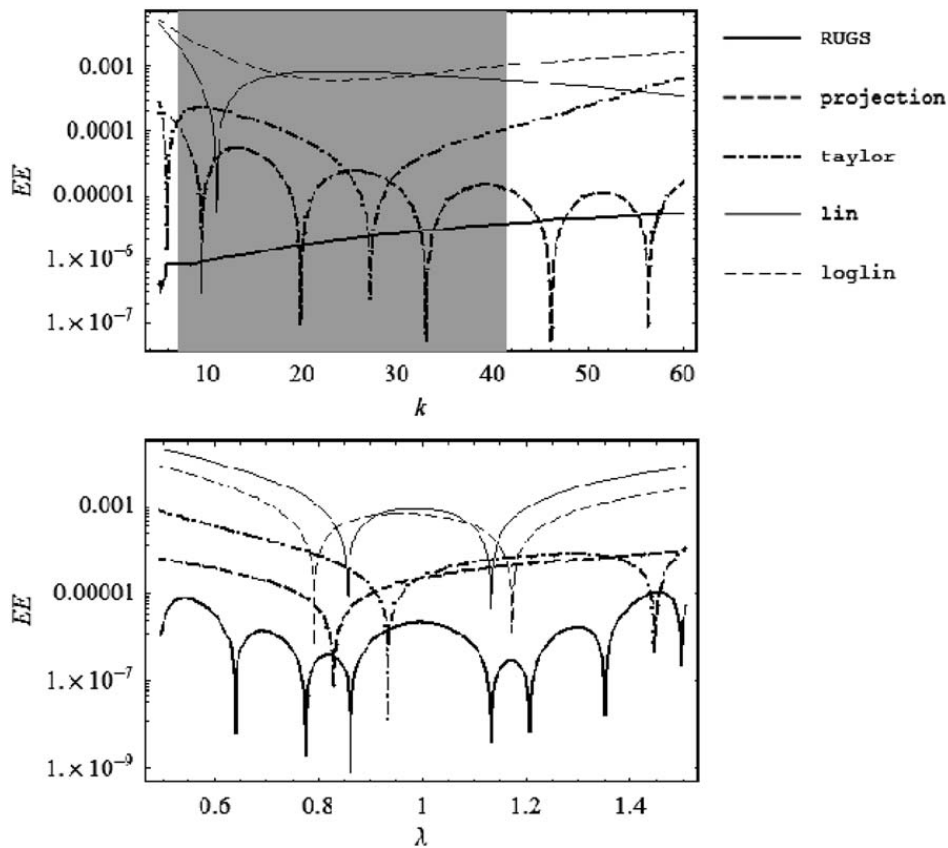 0.001
0.0001
0.00001
1.×10⁻⁶
1.×10⁻⁷
EE
10 20 30 40 50 60
k
RUGS
projection
taylor
lin
loglin
0.001
0.00001
1.×10⁻⁷
1.×10⁻⁹
EE
0.6 0.8 1 1.2 1.4
λ